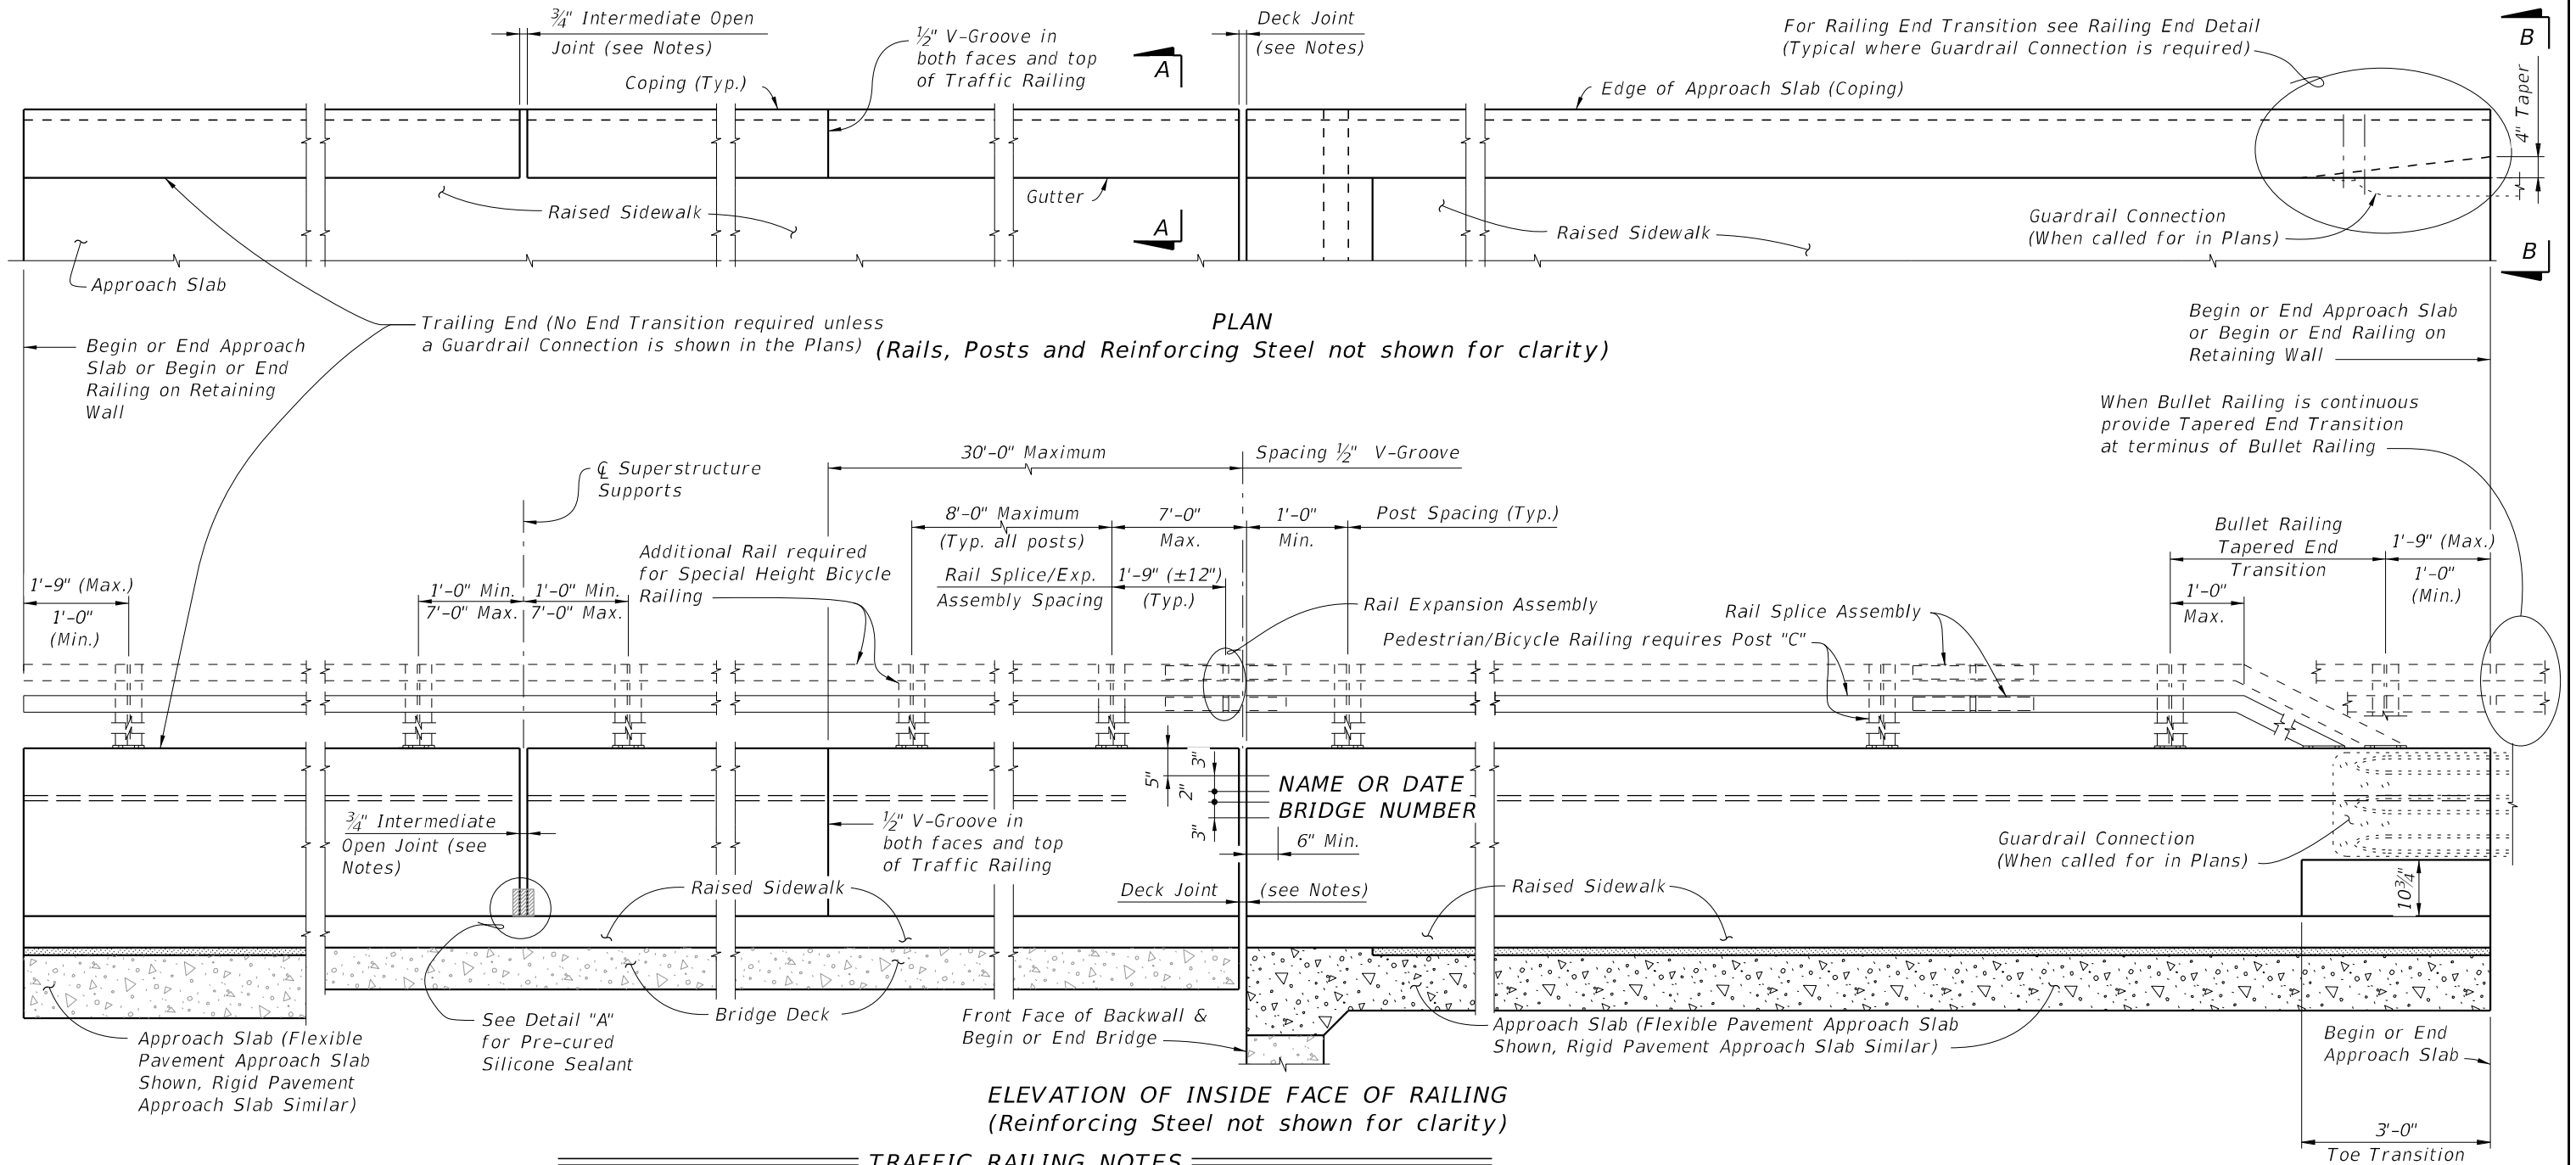 ¾" Intermediate Open
Joint (see Notes)
Coping (Typ.)
½" V-Groove in
both faces and top
of Traffic Railing
A
Deck Joint
(see Notes)
For Railing End Transition see Railing End Detail
(Typical where Guardrail Connection is required)
B
4" Taper
Edge of Approach Slab (Coping)
Raised Sidewalk
Gutter
A
Raised Sidewalk
Guardrail Connection
(When called for in Plans)
B
Approach Slab
Begin or End Approach
Slab or Begin or End
Railing on Retaining
Wall
Trailing End (No End Transition required unless
a Guardrail Connection is shown in the Plans)
PLAN
(Rails, Posts and Reinforcing Steel not shown for clarity)
Begin or End Approach Slab
or Begin or End Railing on
Retaining Wall
When Bullet Railing is continuous
provide Tapered End Transition
at terminus of Bullet Railing
℄ Superstructure
Supports
30'-0" Maximum
Spacing ½" V-Groove
8'-0" Maximum
(Typ. all posts)
7'-0"
Max.
1'-0"
Min.
Post Spacing (Typ.)
Additional Rail required
for Special Height Bicycle
Railing
Rail Splice/Exp.
Assembly Spacing
1'-9" (±12")
(Typ.)
1'-9" (Max.)
1'-0"
(Min.)
1'-0" Min.
7'-0" Max.
1'-0" Min.
7'-0" Max.
Rail Expansion Assembly
Pedestrian/Bicycle Railing requires Post "C"
Rail Splice Assembly
Bullet Railing
Tapered End
Transition
1'-0"
Max.
1'-9" (Max.)
1'-0"
(Min.)
5"
3"
2"
3"
NAME OR DATE
BRIDGE NUMBER
6" Min.
¾" Intermediate
Open Joint (see
Notes)
½" V-Groove in
both faces and top
of Traffic Railing
Raised Sidewalk
Deck Joint
(see Notes)
Raised Sidewalk
Guardrail Connection
(When called for in Plans)
10¾"
Approach Slab (Flexible
Pavement Approach Slab
Shown, Rigid Pavement
Approach Slab Similar)
See Detail "A"
for Pre-cured
Silicone Sealant
Bridge Deck
Front Face of Backwall &
Begin or End Bridge
Approach Slab (Flexible Pavement Approach Slab
Shown, Rigid Pavement Approach Slab Similar)
Begin or End
Approach Slab
ELEVATION OF INSIDE FACE OF RAILING
(Reinforcing Steel not shown for clarity)
3'-0"
Toe Transition
TRAFFIC RAILING NOTES